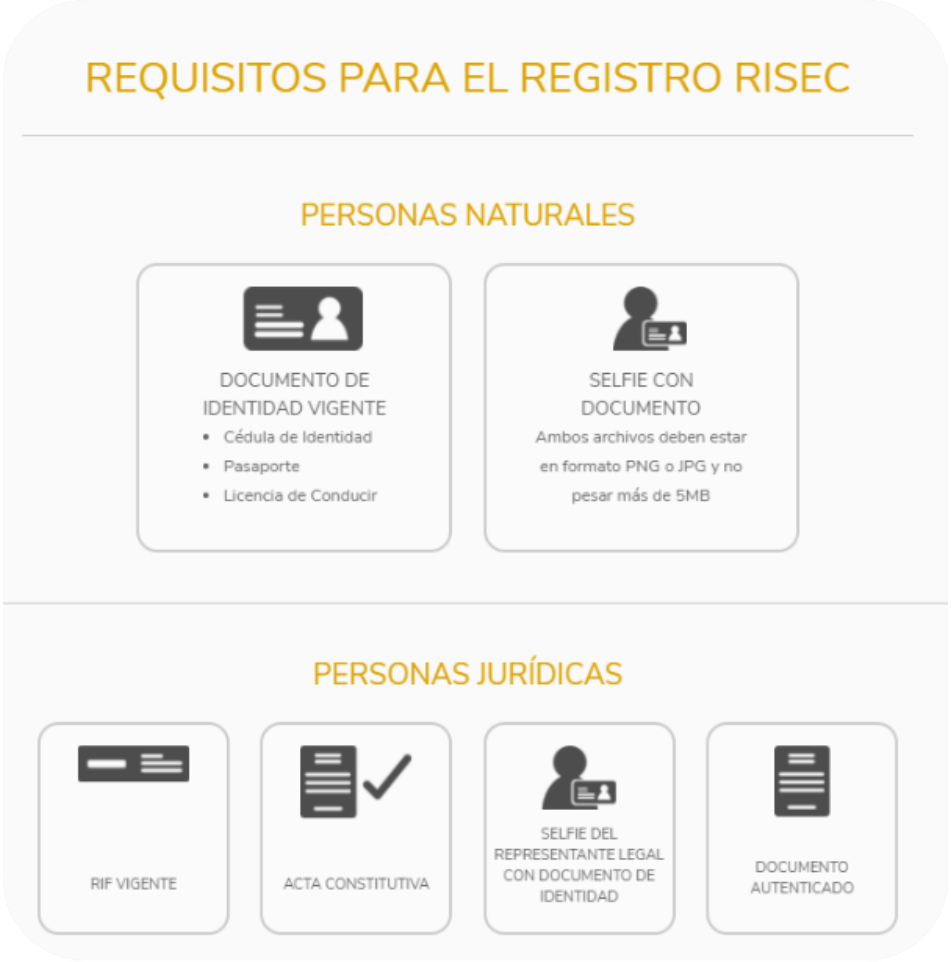 REQUISITOS PARA EL REGISTRO RISEC
PERSONAS NATURALES
DOCUMENTO DE
IDENTIDAD VIGENTE
• Cédula de Identidad
• Pasaporte
• Licencia de Conducir
SELFIE CON
DOCUMENTO
Ambos archivos deben estar
en formato PNG o JPG y no
pesar más de 5MB
PERSONAS JURÍDICAS
RIF VIGENTE
ACTA CONSTITUTIVA
SELFIE DEL
REPRESENTANTE LEGAL
CON DOCUMENTO DE
IDENTIDAD
DOCUMENTO
AUTENTICADO